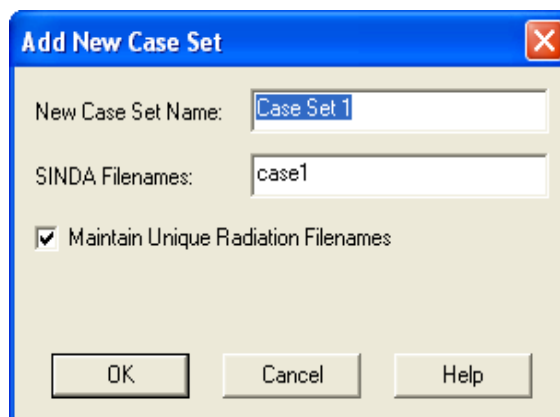 Add New Case Set
New Case Set Name: Case Set 1
SINDA Filenames: case1
Maintain Unique Radiation Filenames
OK Cancel Help